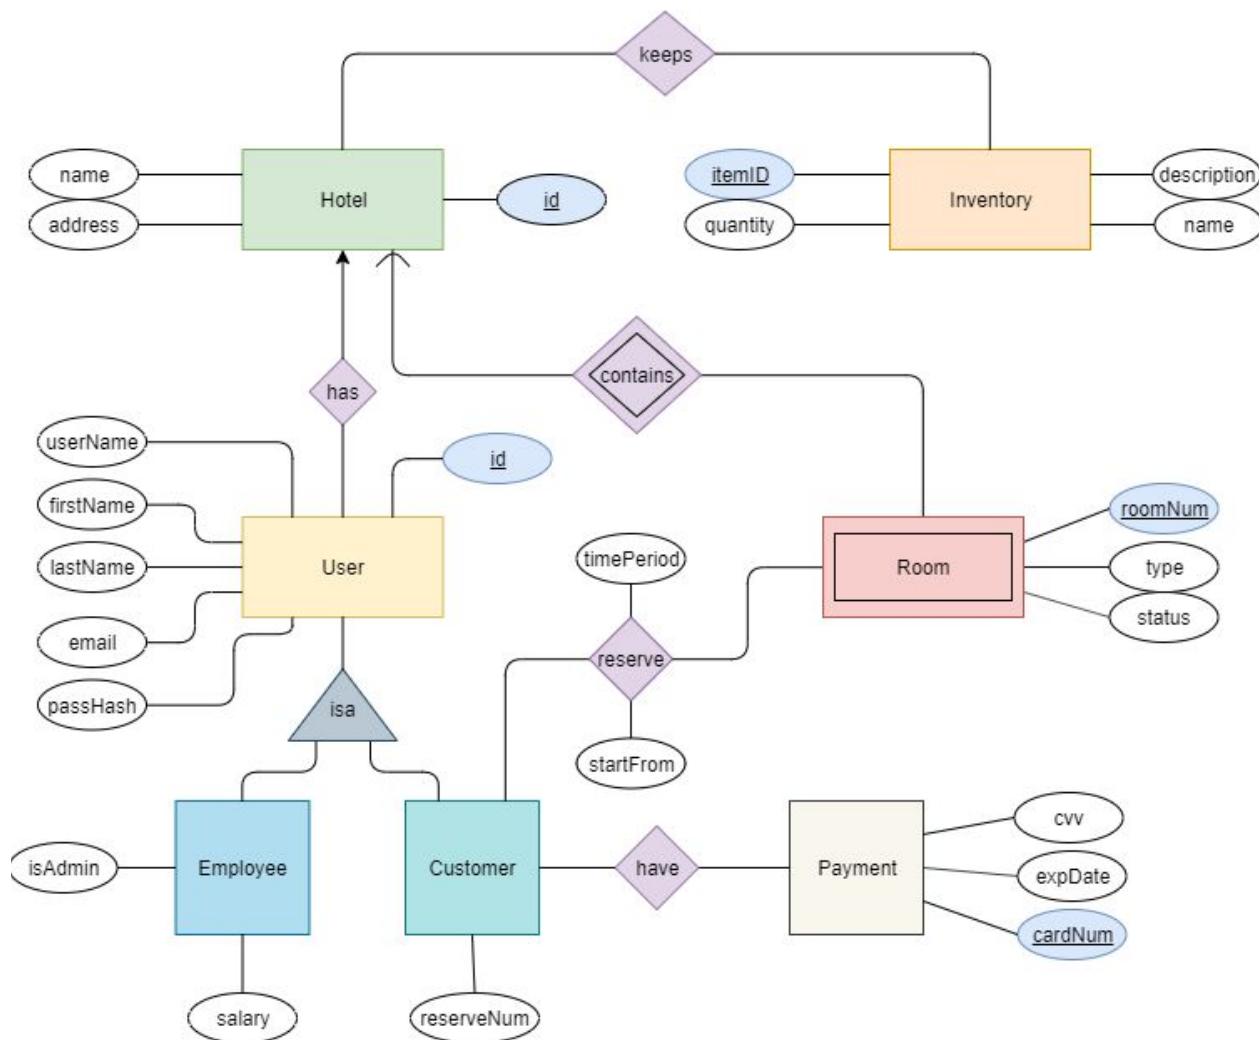 keeps
name
Hotel
id
address
itemID
Inventory
description
quantity
name
has
contains
userName
id
firstName
lastName
User
email
passHash
isa
timePeriod
reserve
startFrom
Room
roomNum
type
status
isAdmin
Employee
salary
Customer
reserveNum
have
Payment
cvv
expDate
cardNum